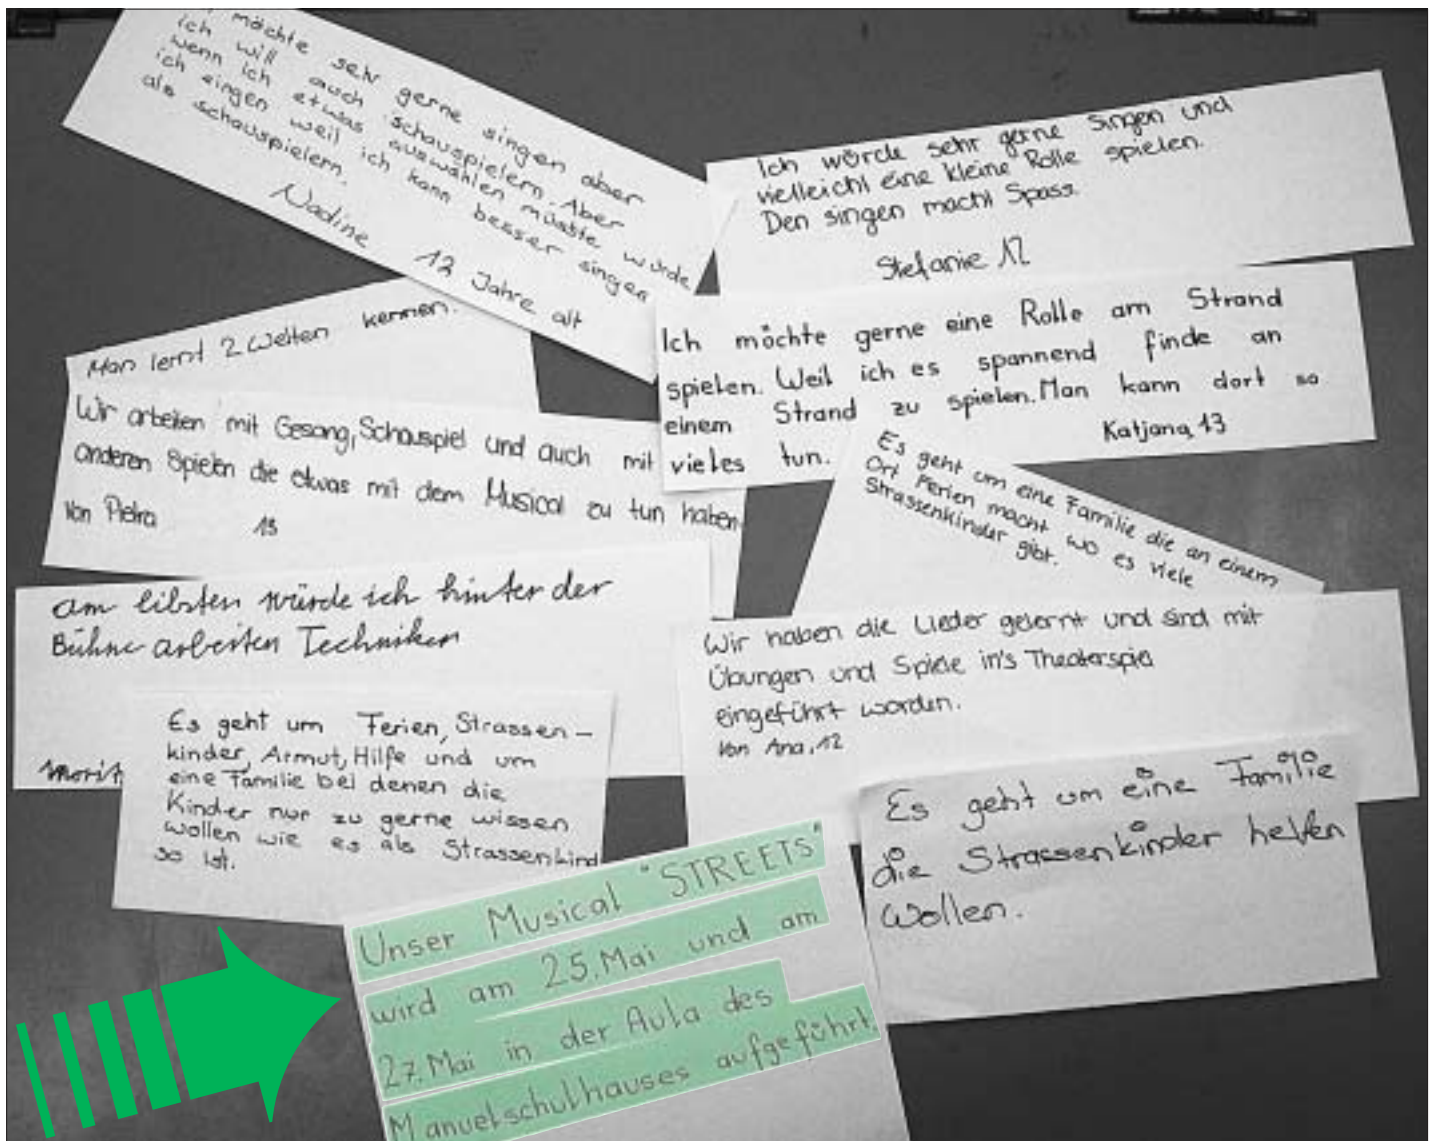 möchte sehr gerne singen aber
ich will auch schauspielern. Aber
wenn ich etwas auswählen müsste würde
ich singen weil ich kann besser singen
als schauspielern.
Nadine 12 Jahre alt
Ich würde sehr gerne singen und
vielleicht eine kleine Rolle spielen.
Den singen macht Spass.
Stefanie 12
Man lernt 2 Welten kennen.
Ich möchte gerne eine Rolle am Strand
spielen. Weil ich es spannend finde an
einem Strand zu spielen. Man kann dort so
vieles tun.
Katjana, 13
Wir arbeiten mit Gesang, Schauspiel und auch mit
anderen Spielen die etwas mit dem Musical zu tun haben
Von Pietra 13
Es geht um eine Familie die an einem
Ort Ferien macht wo es viele
Strassenkinder gibt.
am libsten würde ich hinter der
Bühne arbeiten Techniker
Morit
Wir haben die Lieder gelernt und sind mit
Übungen und Spiele in's Theaterspiel
eingeführt worden.
Von Ana, 12
Es geht um Ferien, Strassen-
kinder, Armut, Hilfe und um
eine Familie bei denen die
Kinder nur zu gerne wissen
wollen wie es als Strassenkind
so ist.
Es geht um eine Familie
die Strassenkinder helfen
wollen.
Unser Musical "STREETS"
wird am 25. Mai und am
27. Mai in der Aula des
Manuelschulhauses aufgeführt.